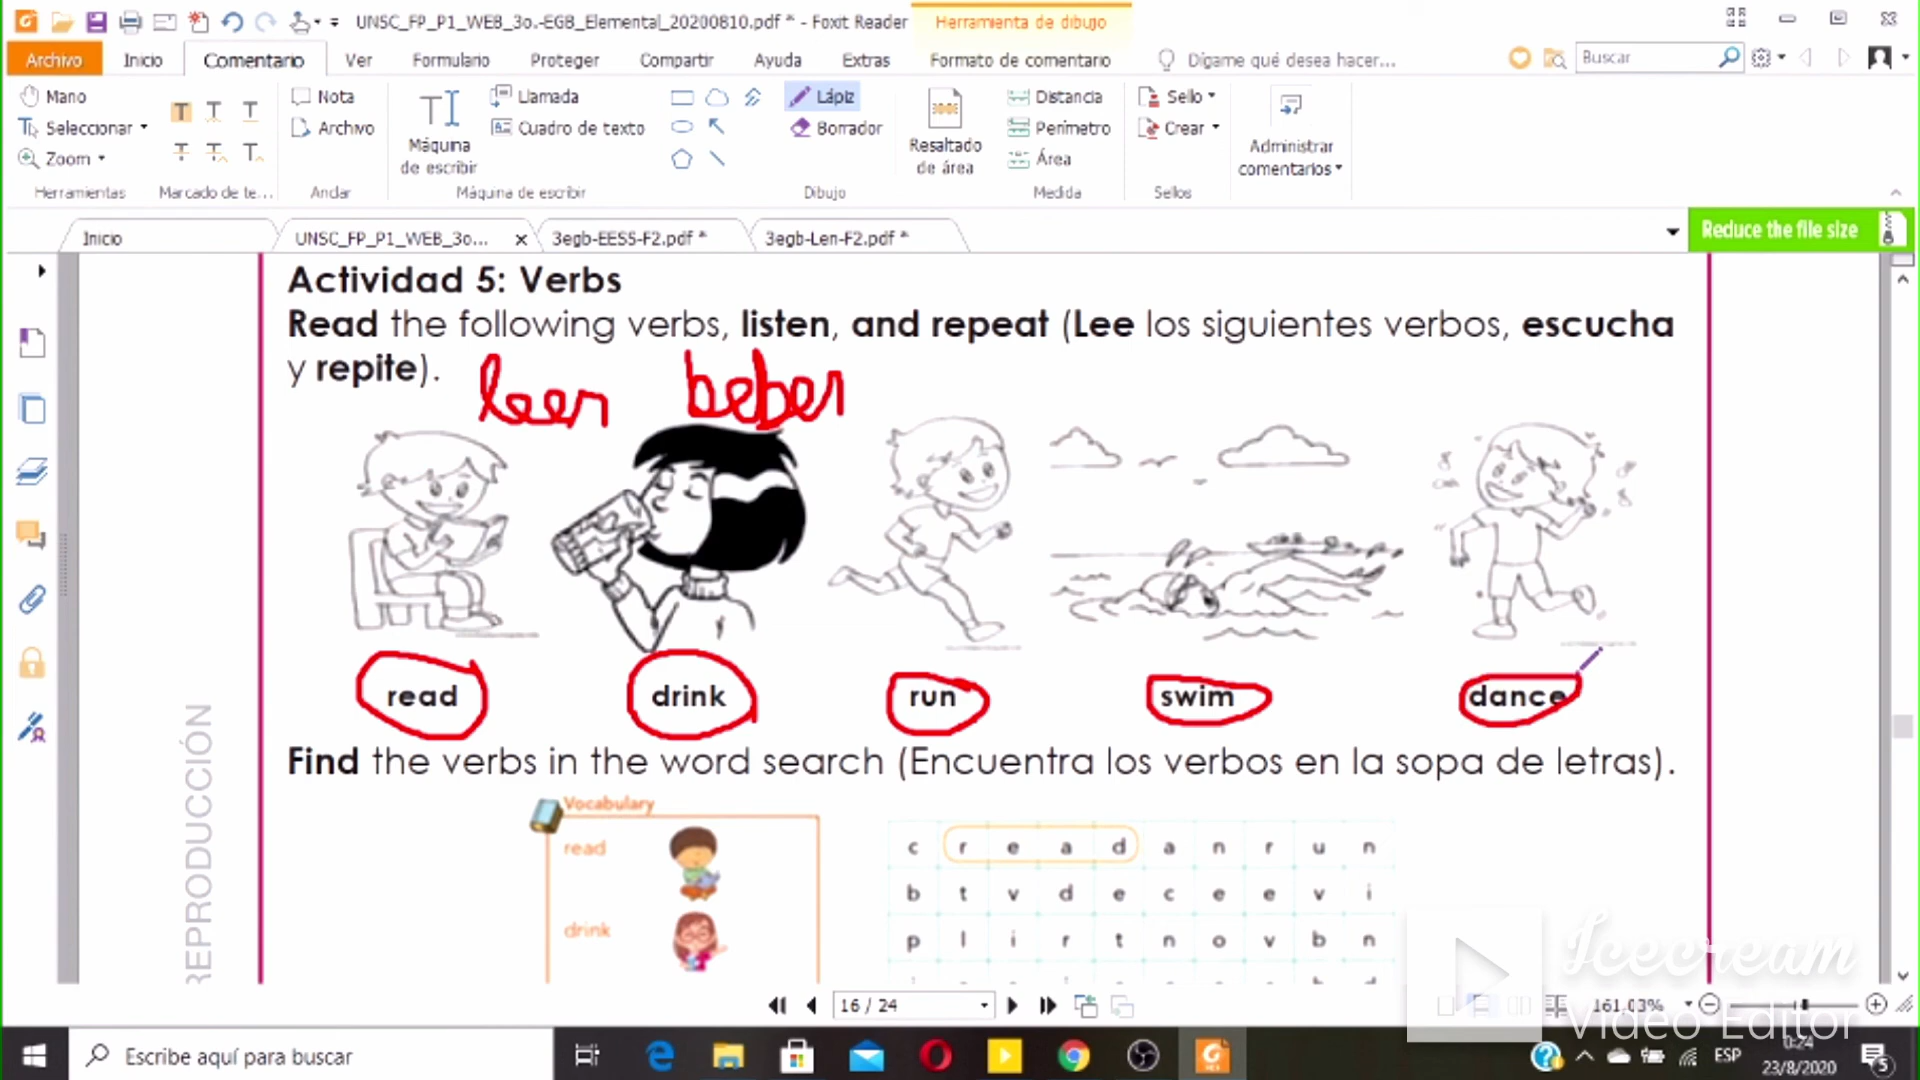 UNSC_FP_P1_WEB_3o.-EGB_Elemental_20200810.pdf * - Foxit Reader
Herramienta de dibujo
Archivo Inicio Comentario Ver Formulario Proteger Compartir Ayuda Extras Formato de comentario Dígame qué desea hacer... Buscar
Mano
Seleccionar
Zoom
Herramientas
Marcado de te...
Nota
Archivo
Anclar
Máquina de escribir
Llamada
Cuadro de texto
Máquina de escribir
Lápiz
Borrador
Dibujo
Resaltado de área
Distancia
Perímetro
Área
Medida
Sello
Crear
Sellos
Administrar comentarios
Inicio UNSC_FP_P1_WEB_3o... 3egb-EESS-F2.pdf * 3egb-Len-F2.pdf * Reduce the file size
Actividad 5: Verbs
Read the following verbs, listen, and repeat (Lee los siguientes verbos, escucha
y repite).
leer beber
read drink run swim dance
Find the verbs in the word search (Encuentra los verbos en la sopa de letras).
REPRODUCCIÓN
Vocabulary
read
drink
c r e a d a n r u n
b t v d e c e e v i
p l i r t n o v b n
16 / 24
161.03%
Icecream
Video Editor
Escribe aquí para buscar
ESP
0:24
23/8/2020
5